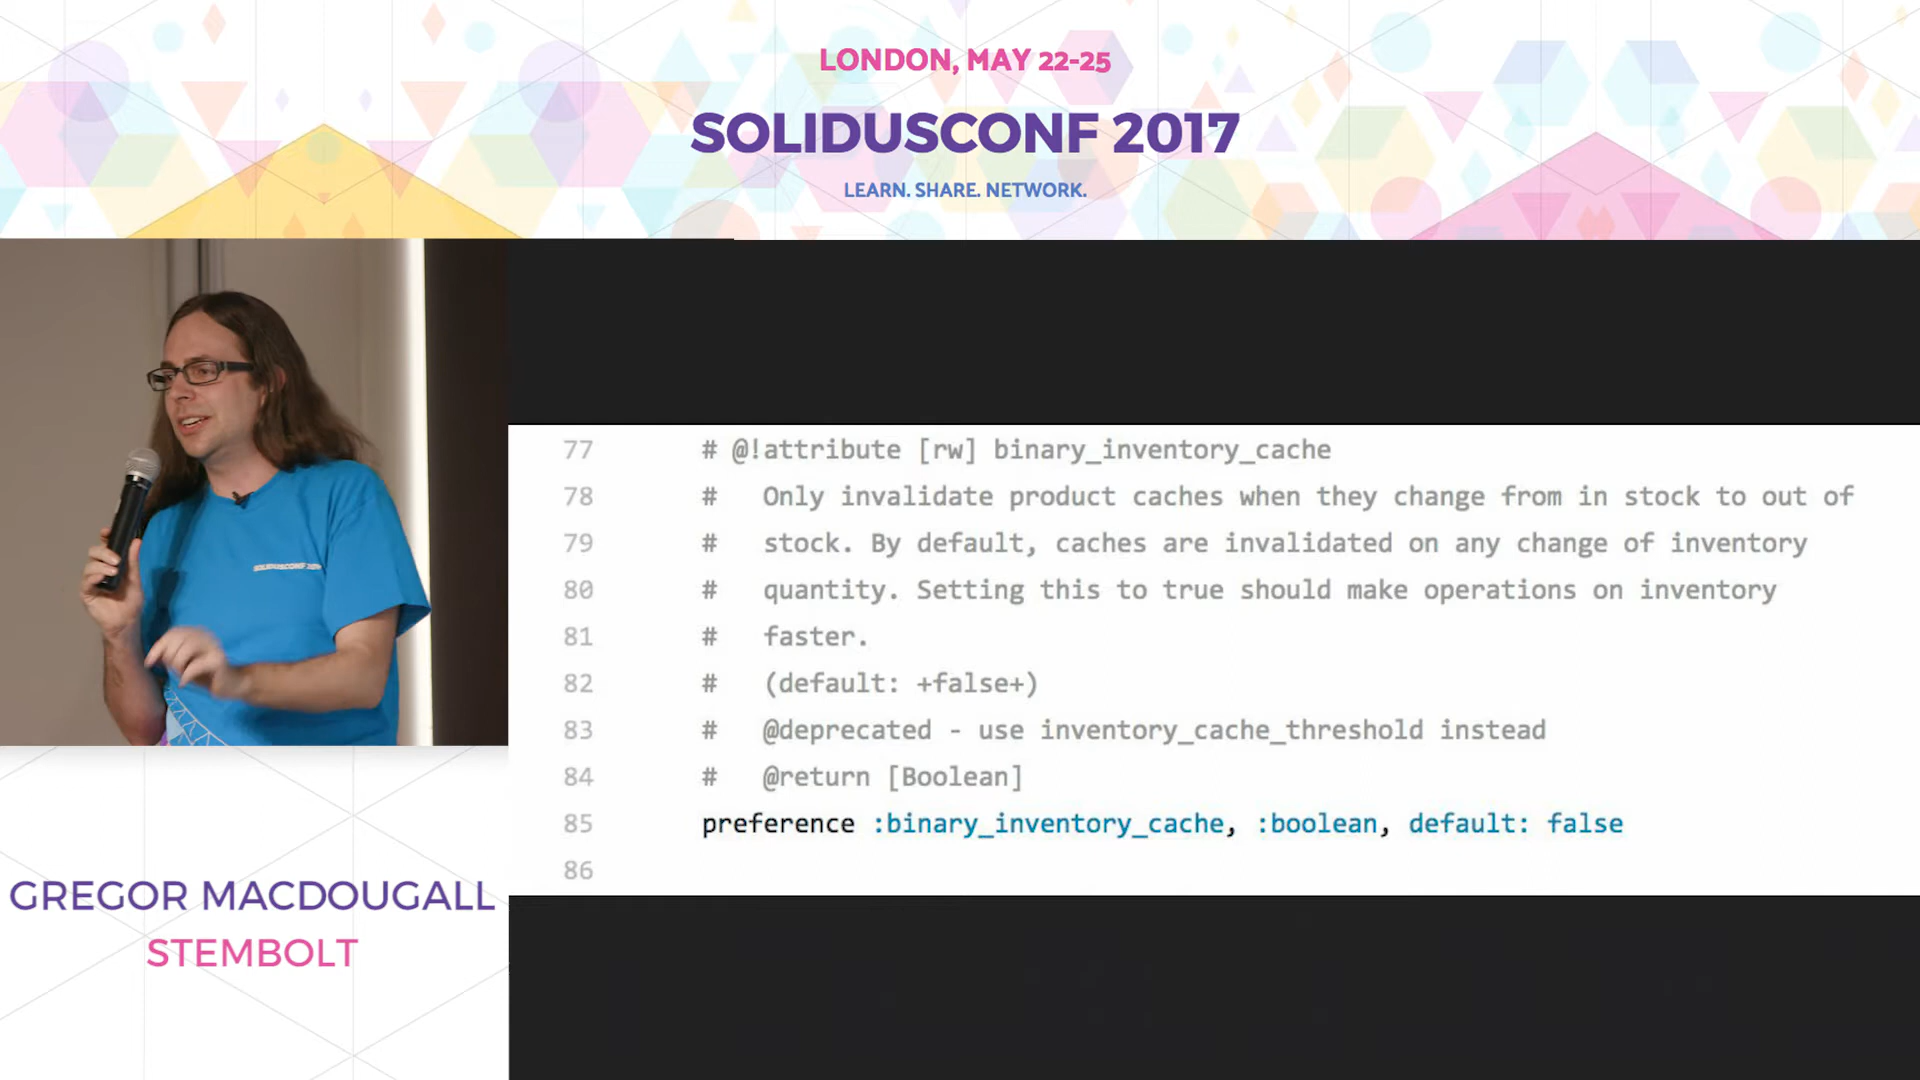 LONDON, MAY 22-25
SOLIDUSCONF 2017
LEARN. SHARE. NETWORK.
SOLIDUSCONF 2017
77 # @!attribute [rw] binary_inventory_cache
78 #   Only invalidate product caches when they change from in stock to out of
79 #   stock. By default, caches are invalidated on any change of inventory
80 #   quantity. Setting this to true should make operations on inventory
81 #   faster.
82 #   (default: +false+)
83 #   @deprecated - use inventory_cache_threshold instead
84 #   @return [Boolean]
85 preference :binary_inventory_cache, :boolean, default: false
86
GREGOR MACDOUGALL
STEMBOLT